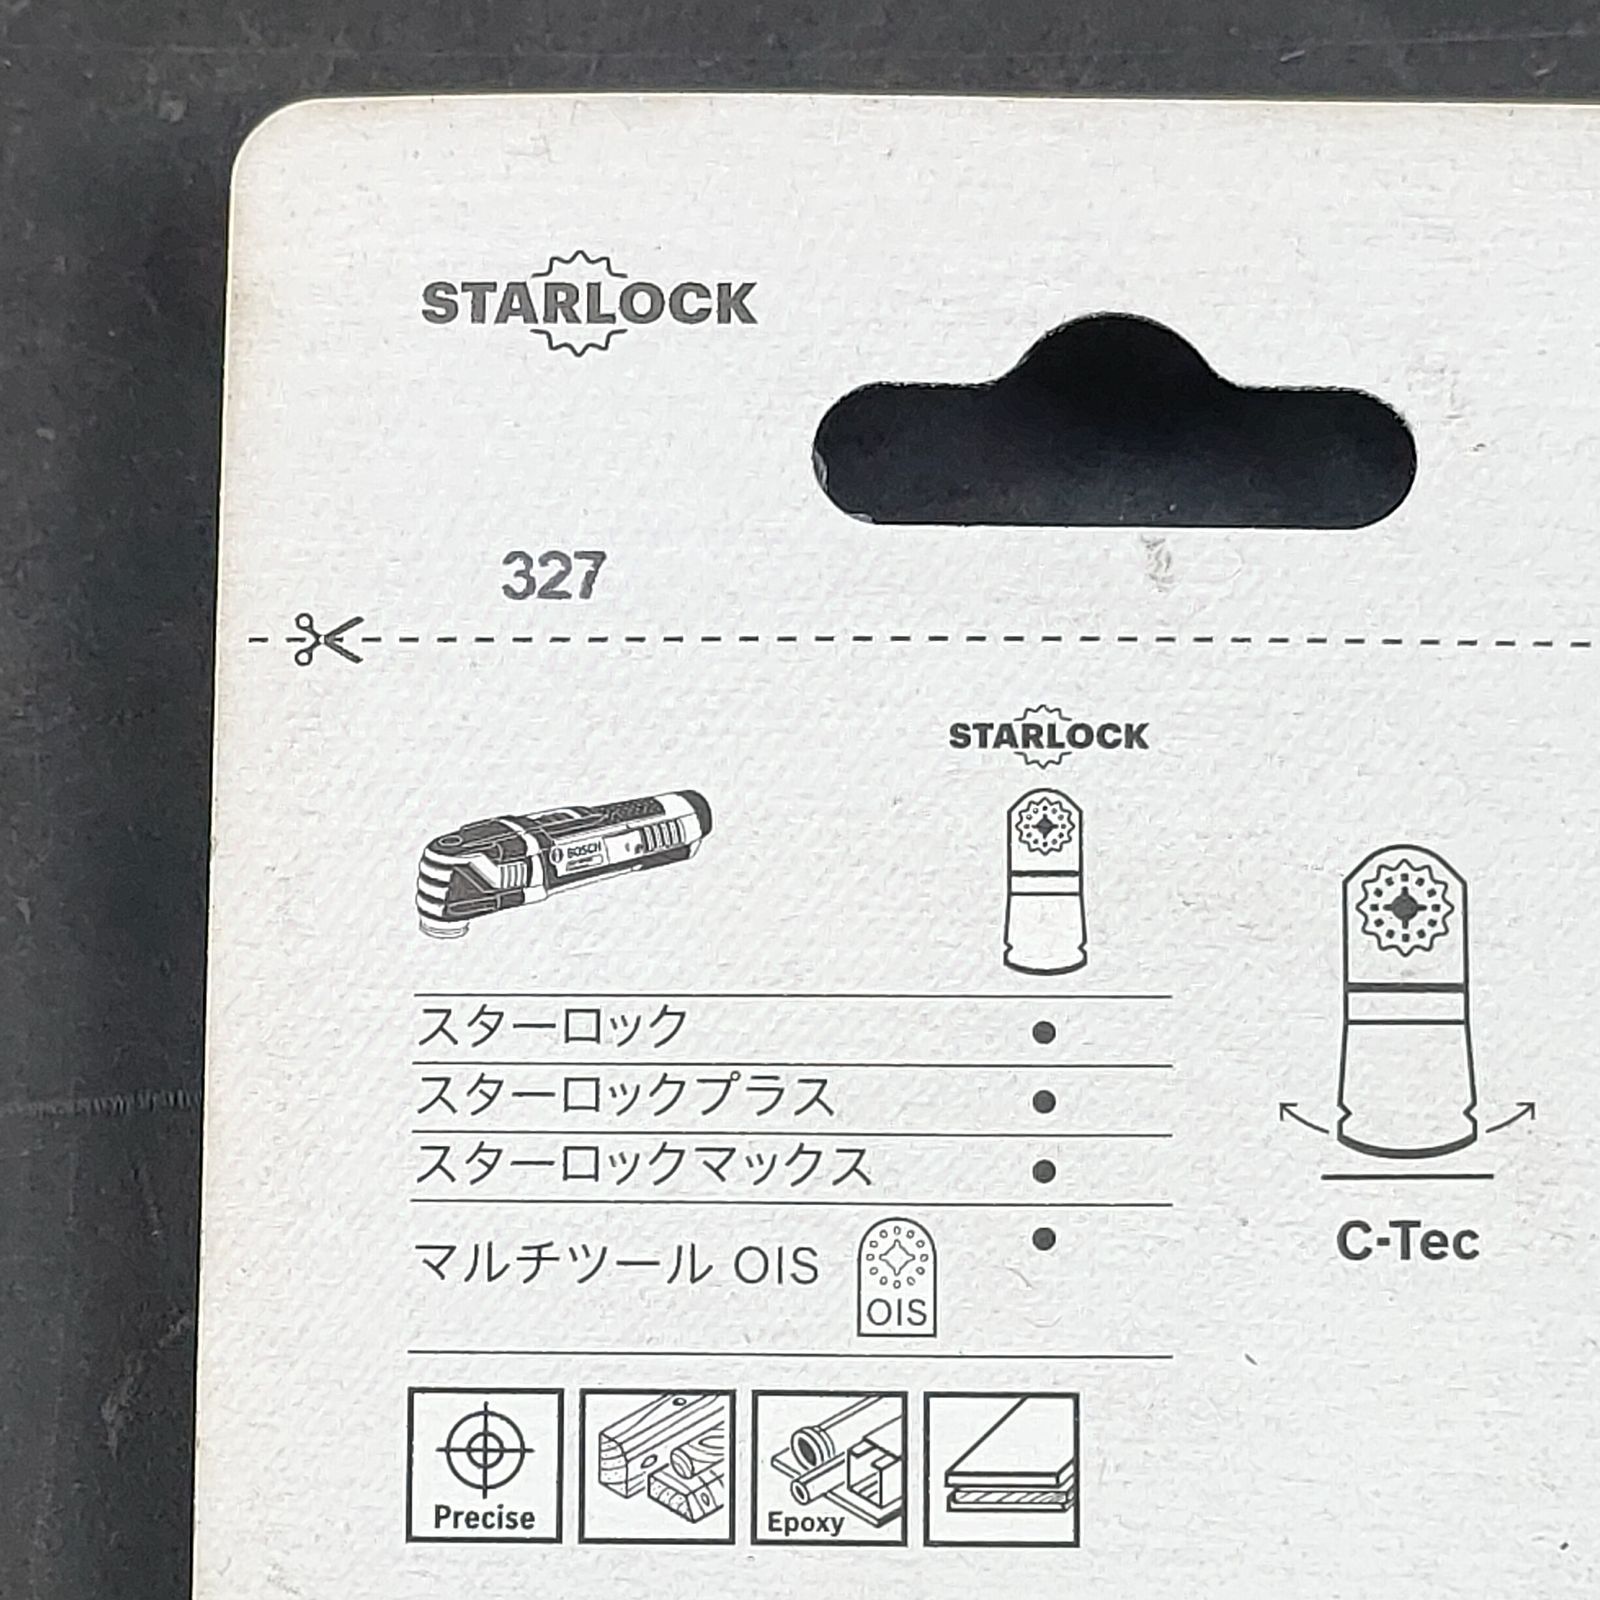 STARLOCK
327
STARLOCK
BOSCH
スターロック
スターロックプラス
スターロックマックス
マルチツール OIS
OIS
C-Tec
Precise
Epoxy